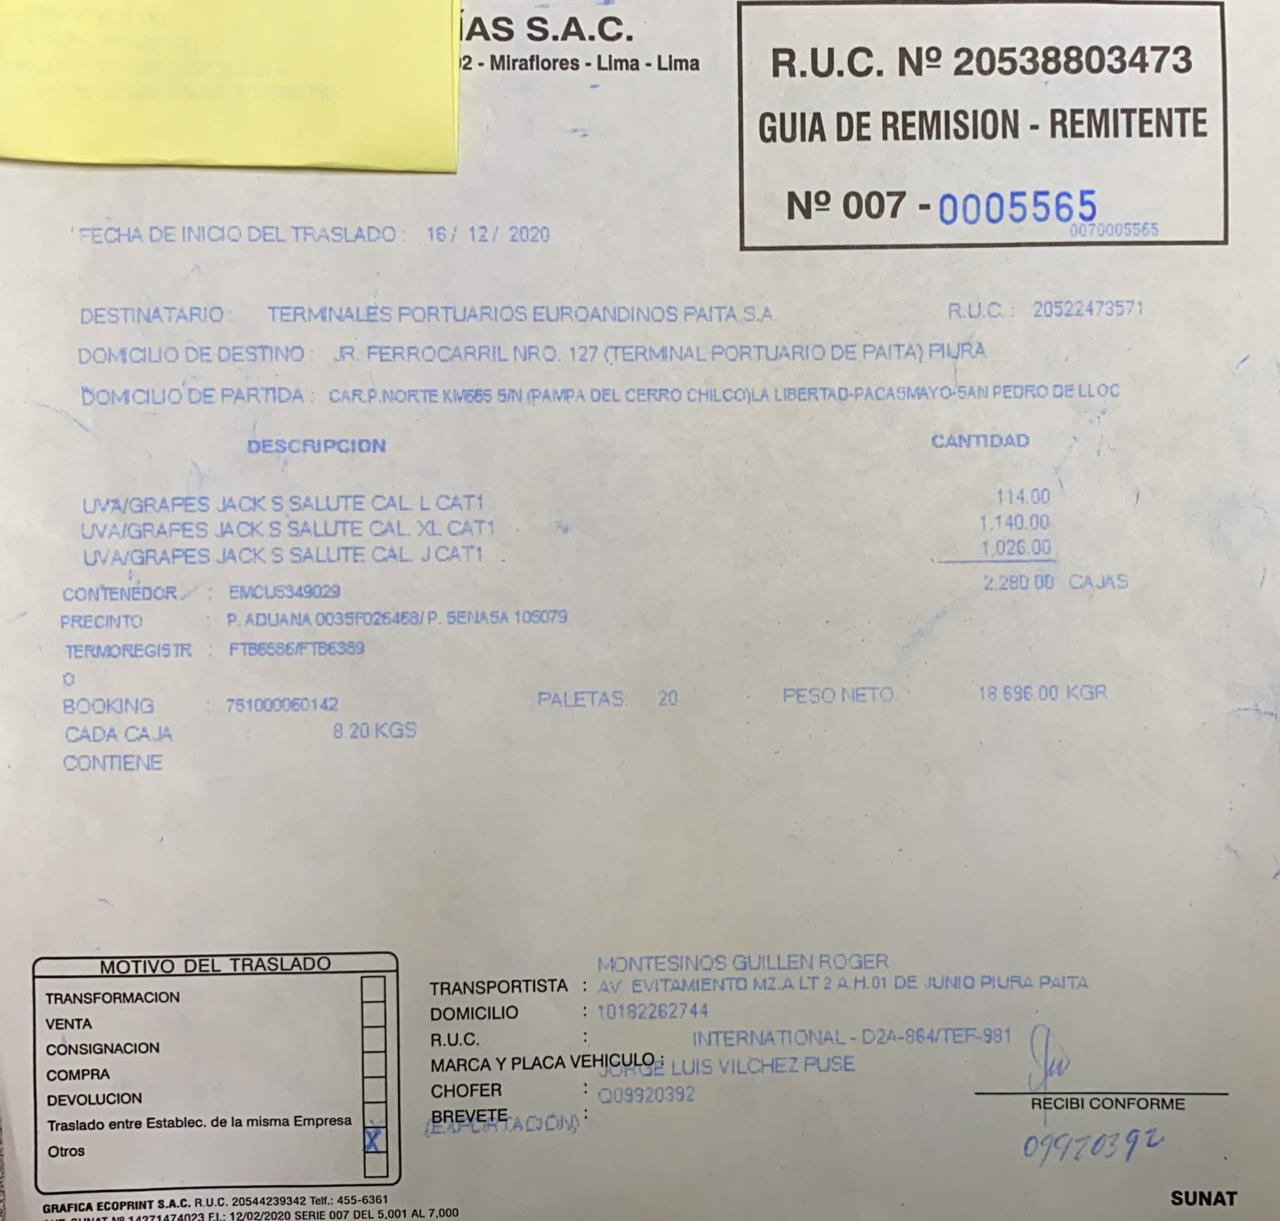 ÍAS S.A.C.
02 - Miraflores - Lima - Lima
R.U.C. Nº 20538803473
GUIA DE REMISION - REMITENTE
Nº 007 - 0005565
0070005565
FECHA DE INICIO DEL TRASLADO : 16/ 12/ 2020
DESTINATARIO : TERMINALES PORTUARIOS EUROANDINOS PAITA S.A. R.U.C. : 20522473571
DOMICILIO DE DESTINO : JR. FERROCARRIL NRO. 127 (TERMINAL PORTUARIO DE PAITA) PIURA
DOMICILIO DE PARTIDA : CAR.P.NORTE KM665 S/N (PAMPA DEL CERRO CHILCO)LA LIBERTAD-PACASMAYO-SAN PEDRO DE LLOC
DESCRIPCION CANTIDAD
UVA/GRAPES JACK S SALUTE CAL. L CAT1 114.00
UVA/GRAPES JACK S SALUTE CAL. XL CAT1 1,140.00
UVA/GRAPES JACK S SALUTE CAL. J CAT1 1,026.00
2,280.00 CAJAS
CONTENEDOR : EMCU5349029
PRECINTO : P. ADUANA 0035F026468/ P. SENASA 105079
TERMOREGISTR : FTB6586/FTB6389
O
BOOKING : 751000060142 PALETAS: 20 PESO NETO: 18,696.00 KGR
CADA CAJA 8.20 KGS
CONTIENE
MOTIVO DEL TRASLADO
TRANSFORMACION
VENTA
CONSIGNACION
COMPRA
DEVOLUCION
Traslado entre Establec. de la misma Empresa
Otros X
MONTESINOS GUILLEN ROGER
TRANSPORTISTA : AV. EVITAMIENTO MZ.A LT 2 A.H.01 DE JUNIO PIURA PAITA
DOMICILIO : 10182262744
R.U.C. : INTERNATIONAL - D2A-864/TEF-981
MARCA Y PLACA VEHICULO : JORGE LUIS VILCHEZ PUSE
CHOFER : Q09920392
BREVETE :
(EXPORTACIÓN)
RECIBI CONFORME
09920392
GRAFICA ECOPRINT S.A.C. R.U.C. 20544239342 Telf.: 455-6361
AUT. SUNAT Nº 14271474023 F.I.: 12/02/2020 SERIE 007 DEL 5,001 AL 7,000
SUNAT